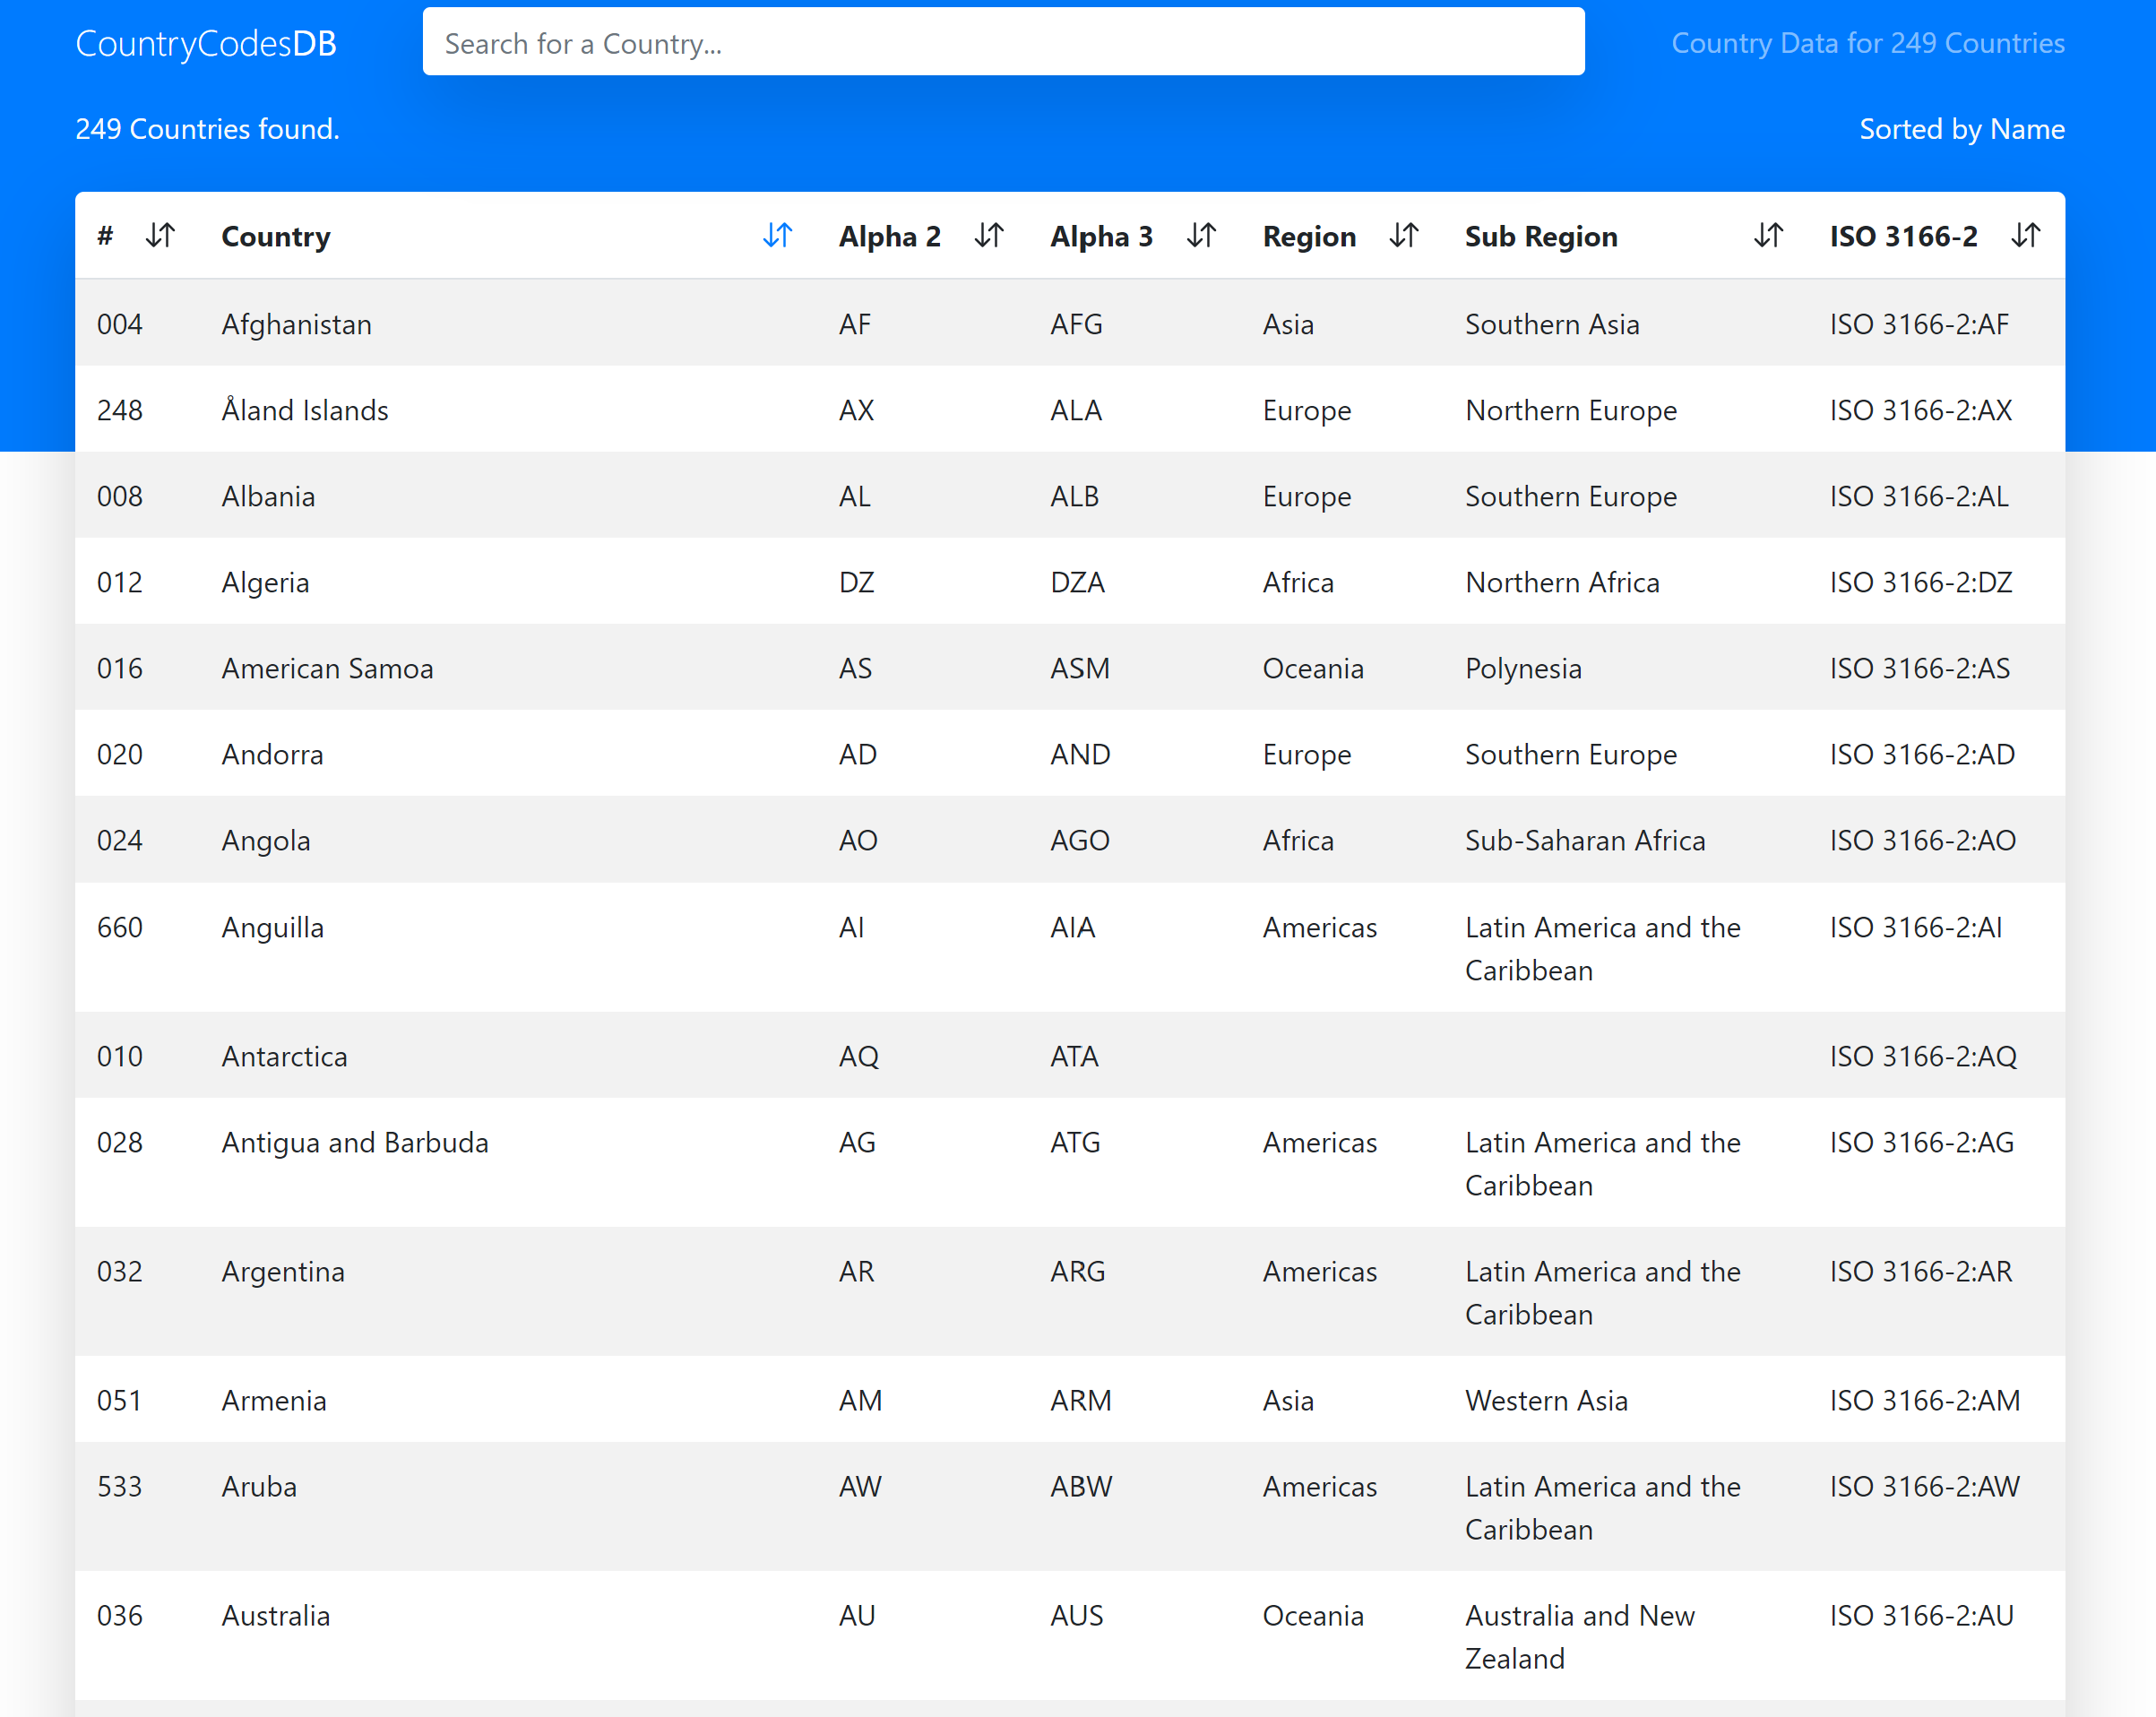 CountryCodesDB
Search for a Country...
Country Data for 249 Countries
249 Countries found.
Sorted by Name
# Country Alpha 2 Alpha 3 Region Sub Region ISO 3166-2
004 Afghanistan AF AFG Asia Southern Asia ISO 3166-2:AF
248 Åland Islands AX ALA Europe Northern Europe ISO 3166-2:AX
008 Albania AL ALB Europe Southern Europe ISO 3166-2:AL
012 Algeria DZ DZA Africa Northern Africa ISO 3166-2:DZ
016 American Samoa AS ASM Oceania Polynesia ISO 3166-2:AS
020 Andorra AD AND Europe Southern Europe ISO 3166-2:AD
024 Angola AO AGO Africa Sub-Saharan Africa ISO 3166-2:AO
660 Anguilla AI AIA Americas Latin America and the ISO 3166-2:AI
Caribbean
010 Antarctica AQ ATA ISO 3166-2:AQ
028 Antigua and Barbuda AG ATG Americas Latin America and the ISO 3166-2:AG
Caribbean
032 Argentina AR ARG Americas Latin America and the ISO 3166-2:AR
Caribbean
051 Armenia AM ARM Asia Western Asia ISO 3166-2:AM
533 Aruba AW ABW Americas Latin America and the ISO 3166-2:AW
Caribbean
036 Australia AU AUS Oceania Australia and New ISO 3166-2:AU
Zealand